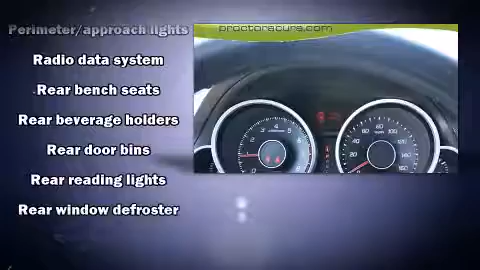 Perimeter/approach lights
proctoracura.com
Radio data system
Rear bench seats
Rear beverage holders
Rear door bins
Rear reading lights
Rear window defroster